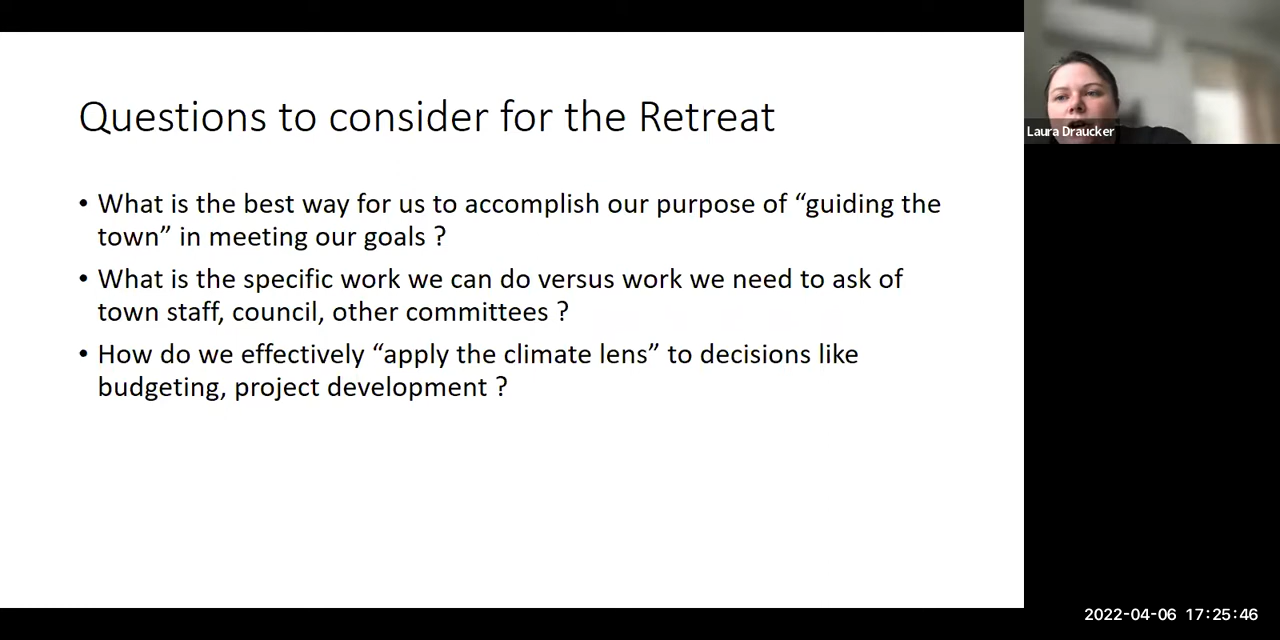 Questions to consider for the Retreat
• What is the best way for us to accomplish our purpose of “guiding the
town” in meeting our goals ?
• What is the specific work we can do versus work we need to ask of
town staff, council, other committees ?
• How do we effectively “apply the climate lens” to decisions like
budgeting, project development ?
Laura Draucker
2022-04-06 17:25:46